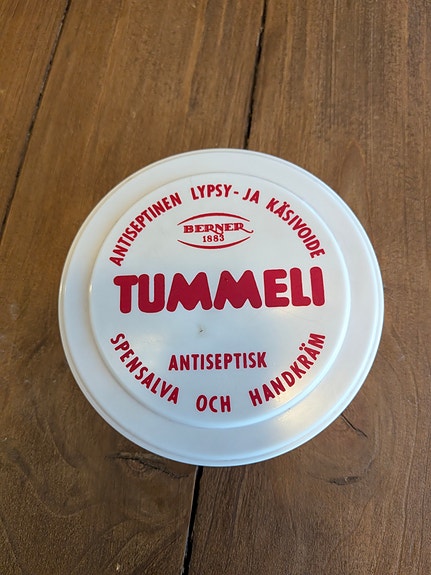 ANTISEPTINEN LYPSY- JA KÄSIVOIDE
BERNER
1883
TUMMELI
ANTISEPTISK
SPENSALVA OCH HANDKRÄM